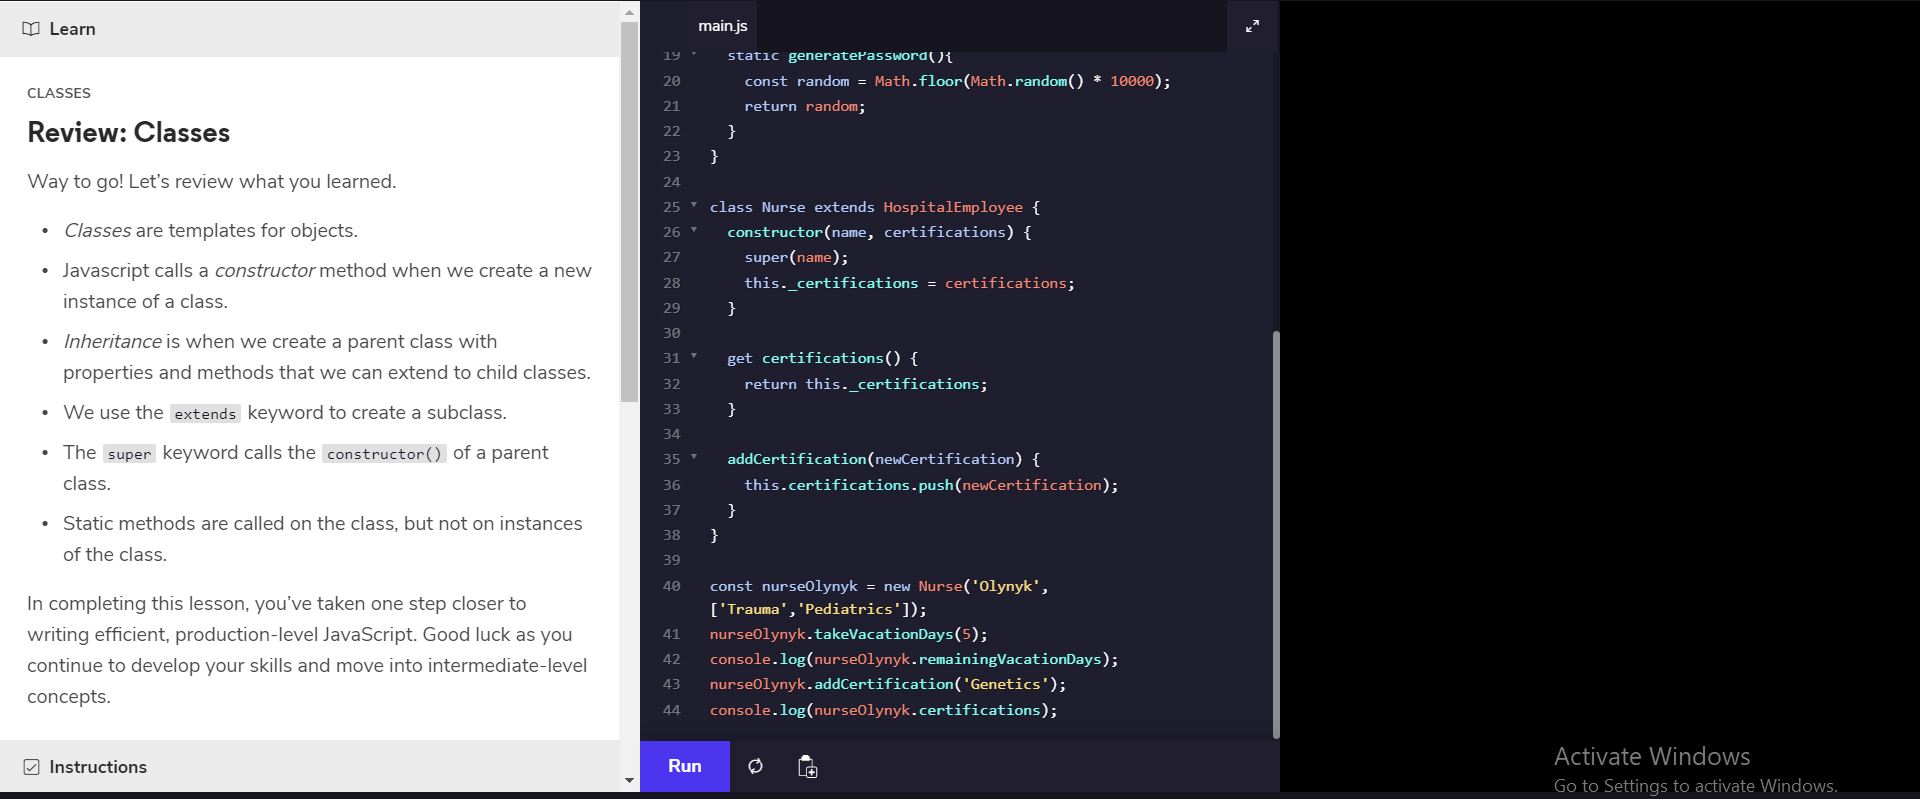 Learn
CLASSES
Review: Classes
Way to go! Let's review what you learned.
• Classes are templates for objects.
• Javascript calls a constructor method when we create a new
instance of a class.
• Inheritance is when we create a parent class with
properties and methods that we can extend to child classes.
• We use the extends keyword to create a subclass.
• The super keyword calls the constructor() of a parent
class.
• Static methods are called on the class, but not on instances
of the class.
In completing this lesson, you've taken one step closer to
writing efficient, production-level JavaScript. Good luck as you
continue to develop your skills and move into intermediate-level
concepts.
Instructions
main.js
19 static generatePassword(){
20 const random = Math.floor(Math.random() * 10000);
21 return random;
22 }
23 }
24
25 class Nurse extends HospitalEmployee {
26 constructor(name, certifications) {
27 super(name);
28 this._certifications = certifications;
29 }
30
31 get certifications() {
32 return this._certifications;
33 }
34
35 addCertification(newCertification) {
36 this.certifications.push(newCertification);
37 }
38 }
39
40 const nurseOlynyk = new Nurse('Olynyk',
['Trauma','Pediatrics']);
41 nurseOlynyk.takeVacationDays(5);
42 console.log(nurseOlynyk.remainingVacationDays);
43 nurseOlynyk.addCertification('Genetics');
44 console.log(nurseOlynyk.certifications);
Run
Activate Windows
Go to Settings to activate Windows.